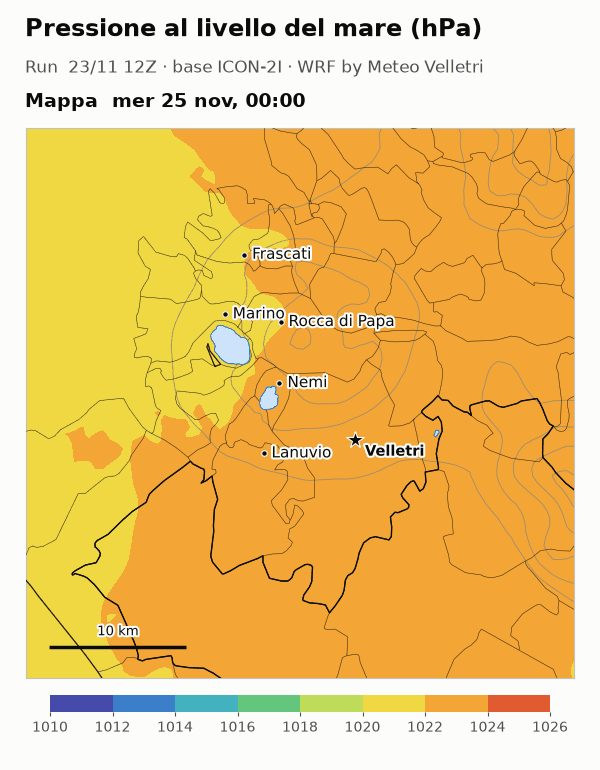 Pressione al livello del mare (hPa)
Run  23/11 12Z · base ICON-2I · WRF by Meteo Velletri
Mappa  mer 25 nov, 00:00
Frascati
Marino
Rocca di Papa
Nemi
Velletri
Lanuvio
10 km
1010 1012 1014 1016 1018 1020 1022 1024 1026